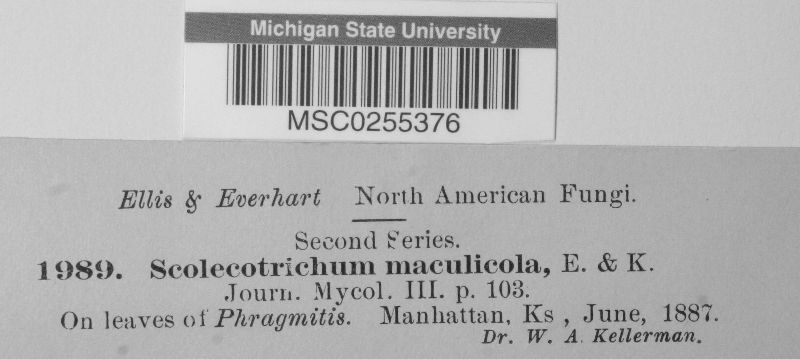 Michigan State University
MSC0255376
Ellis & Everhart North American Fungi.
Second Series.
1989. Scolecotrichum maculicola, E. & K.
Journ. Mycol. III. p. 103.
On leaves of Phragmitis. Manhattan, Ks , June, 1887.
Dr. W. A. Kellerman.